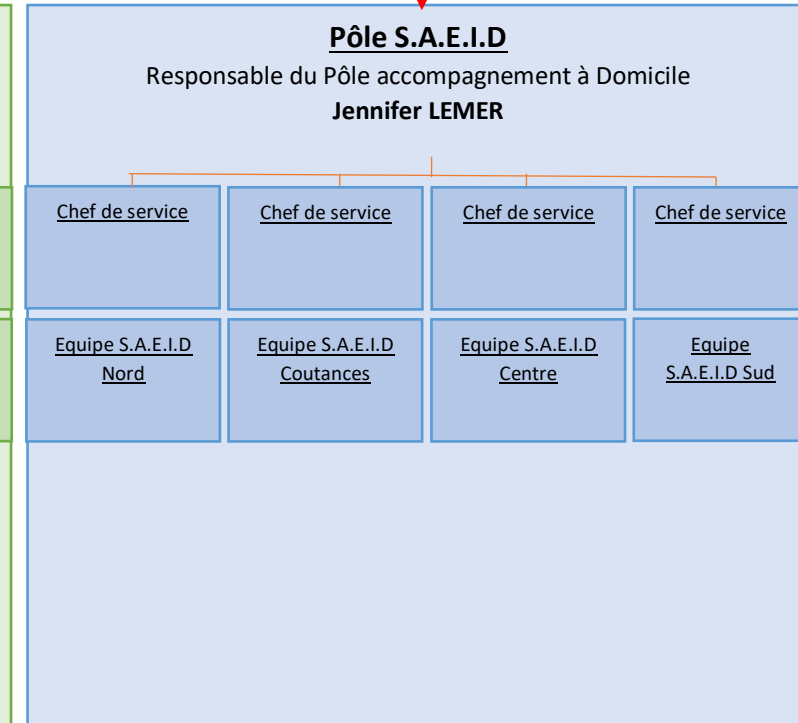 Pôle S.A.E.I.D
Responsable du Pôle accompagnement à Domicile
Jennifer LEMER
Chef de service
Chef de service
Chef de service
Chef de service
Equipe S.A.E.I.D
Nord
Equipe S.A.E.I.D
Coutances
Equipe S.A.E.I.D
Centre
Equipe
S.A.E.I.D Sud